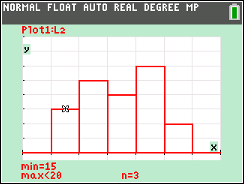 NORMAL FLOAT AUTO REAL DEGREE MP
Plot1:L2
y
x
min=15
max<20 n=3